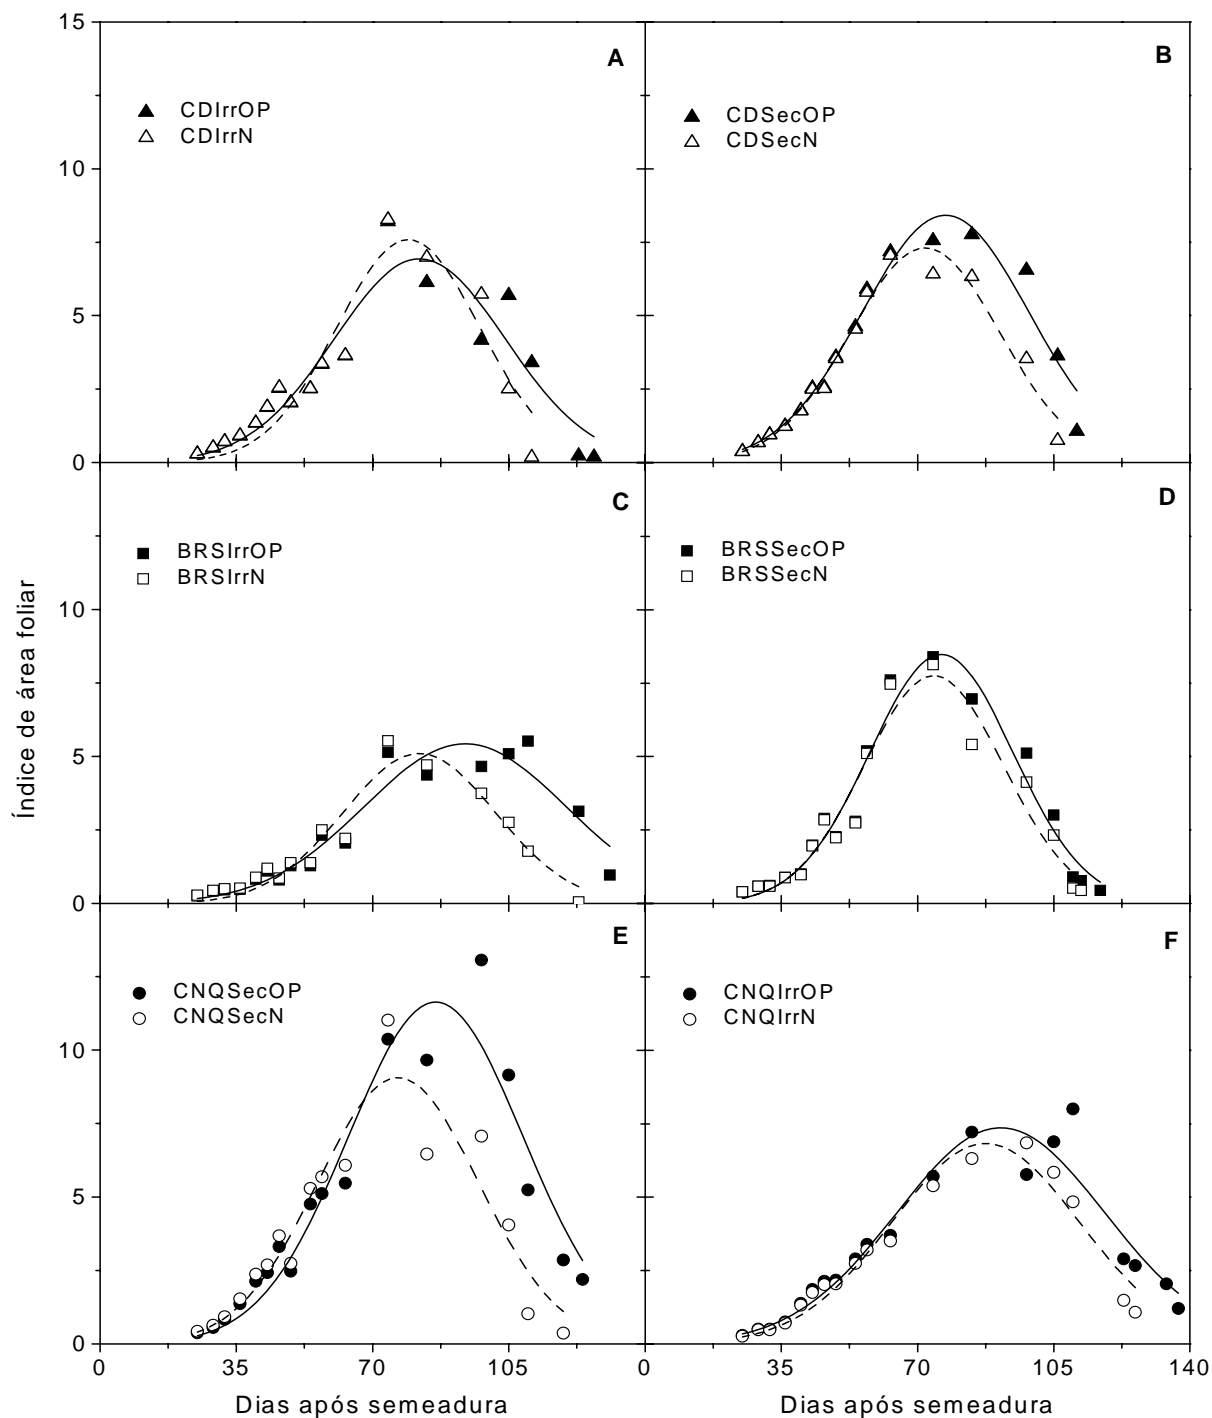 15
A
B
CDIrrOP
CDIrrN
CDSecOP
CDSecN
10
5
0
C
D
BRSIrrOP
BRSIrrN
BRSSecOP
BRSSecN
10
5
0
Índice de área foliar
E
F
CNQSecOP
CNQSecN
CNQIrrOP
CNQIrrN
10
5
0
0 35 70 105 0 35 70 105 140
Dias após semeadura Dias após semeadura